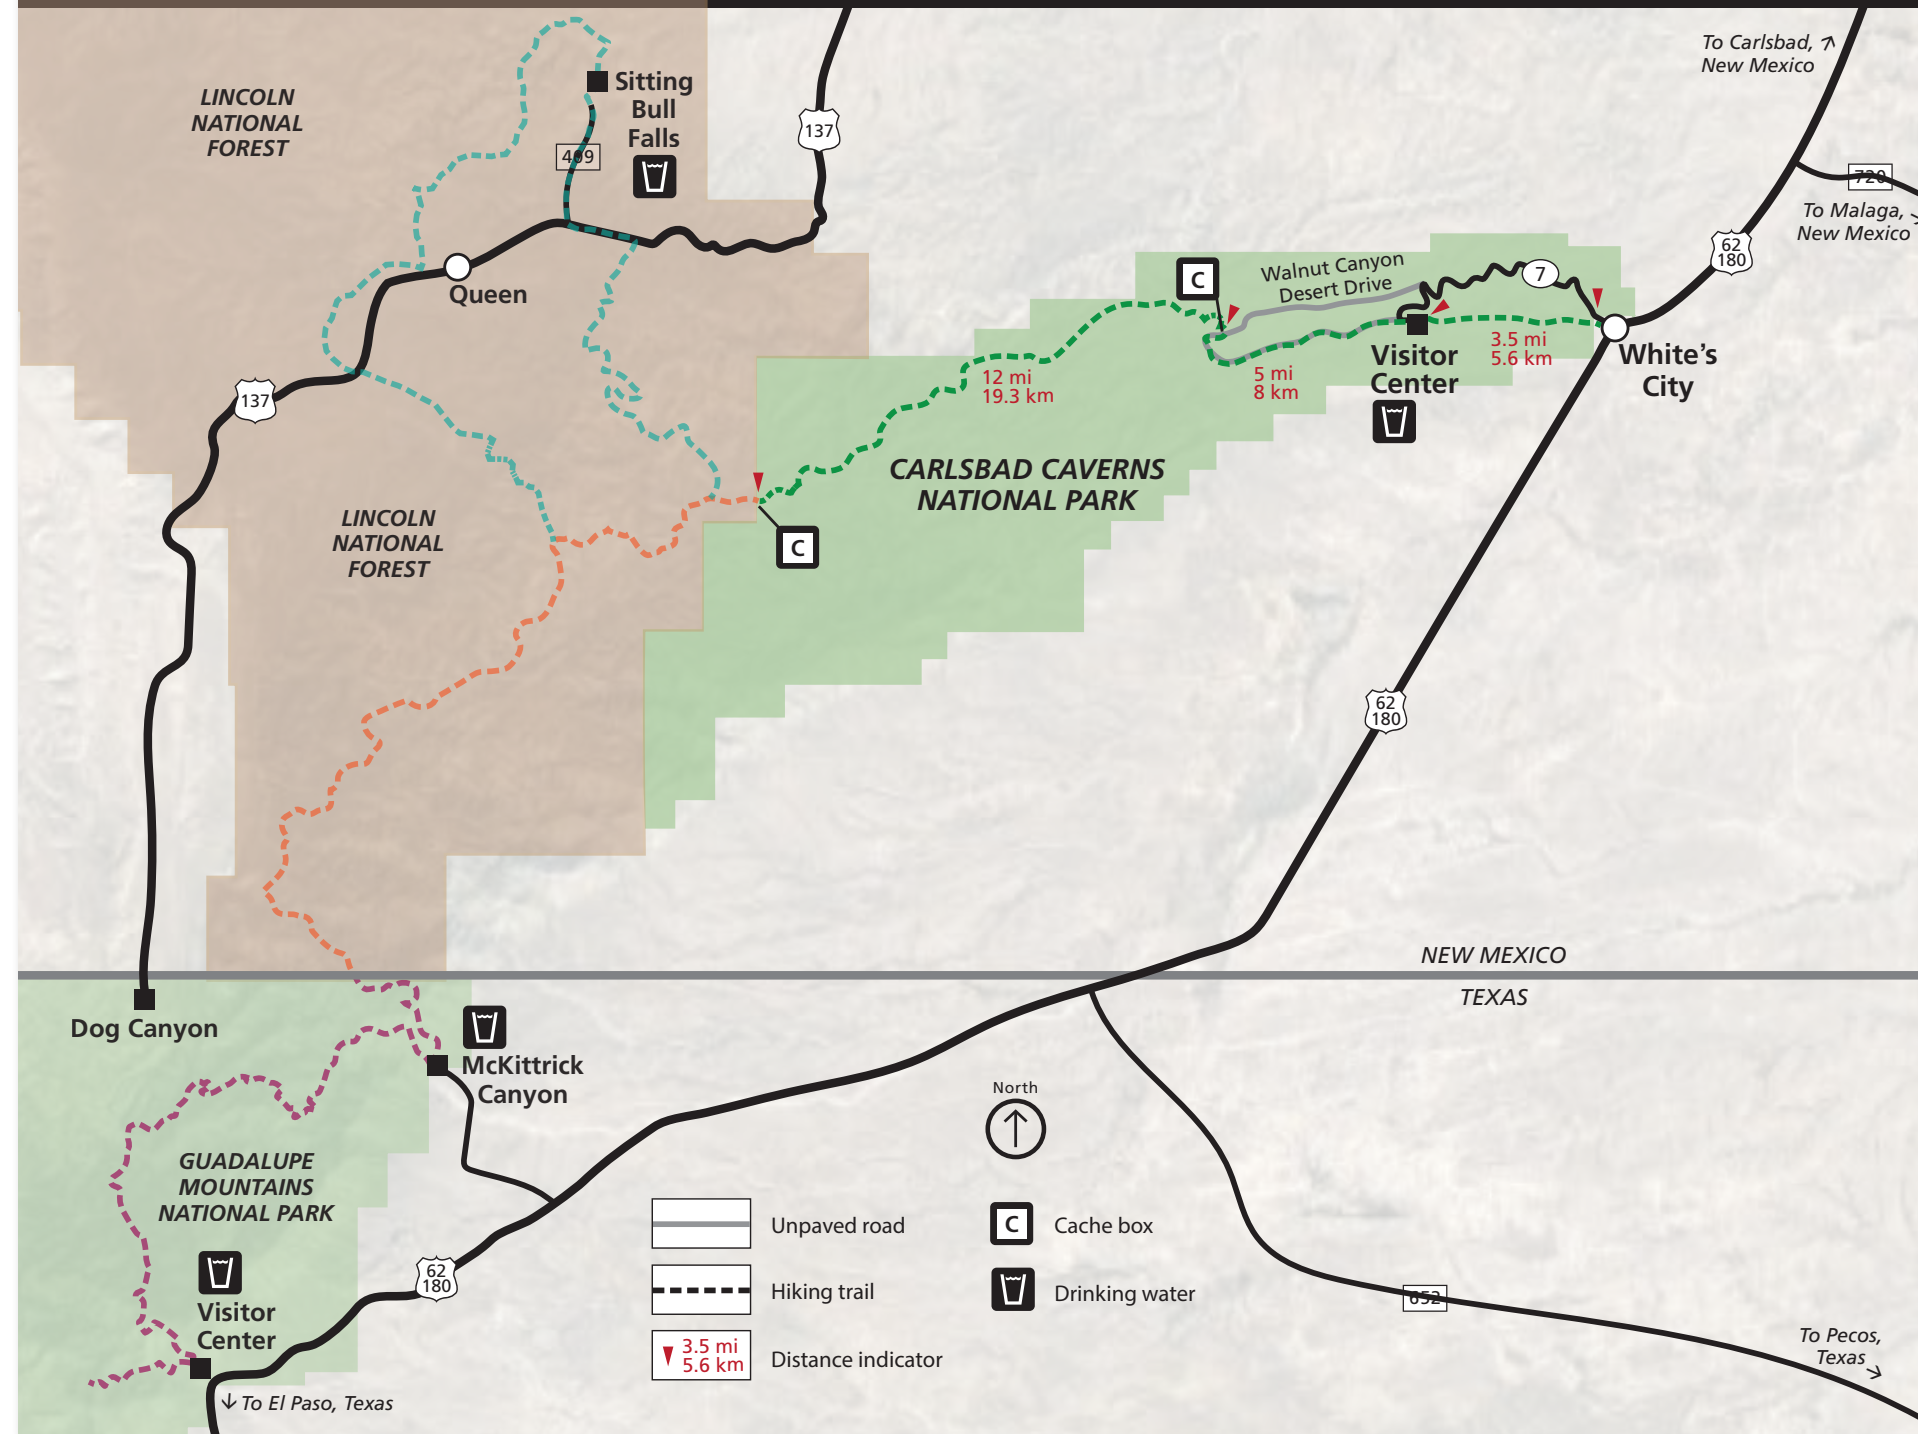 To Carlsbad,
New Mexico
LINCOLN
NATIONAL
FOREST
Sitting
Bull
Falls
409
137
720
To Malaga,
New Mexico
62
180
C
Walnut Canyon
Desert Drive
7
Queen
Visitor
Center
3.5 mi
5.6 km
White's
City
12 mi
19.3 km
5 mi
8 km
137
CARLSBAD CAVERNS
NATIONAL PARK
LINCOLN
NATIONAL
FOREST
C
62
180
NEW MEXICO
TEXAS
Dog Canyon
McKittrick
Canyon
North
GUADALUPE
MOUNTAINS
NATIONAL PARK
Visitor
Center
62
180
Unpaved road
C
Cache box
Hiking trail
Drinking water
652
3.5 mi
5.6 km
Distance indicator
To Pecos,
Texas
To El Paso, Texas